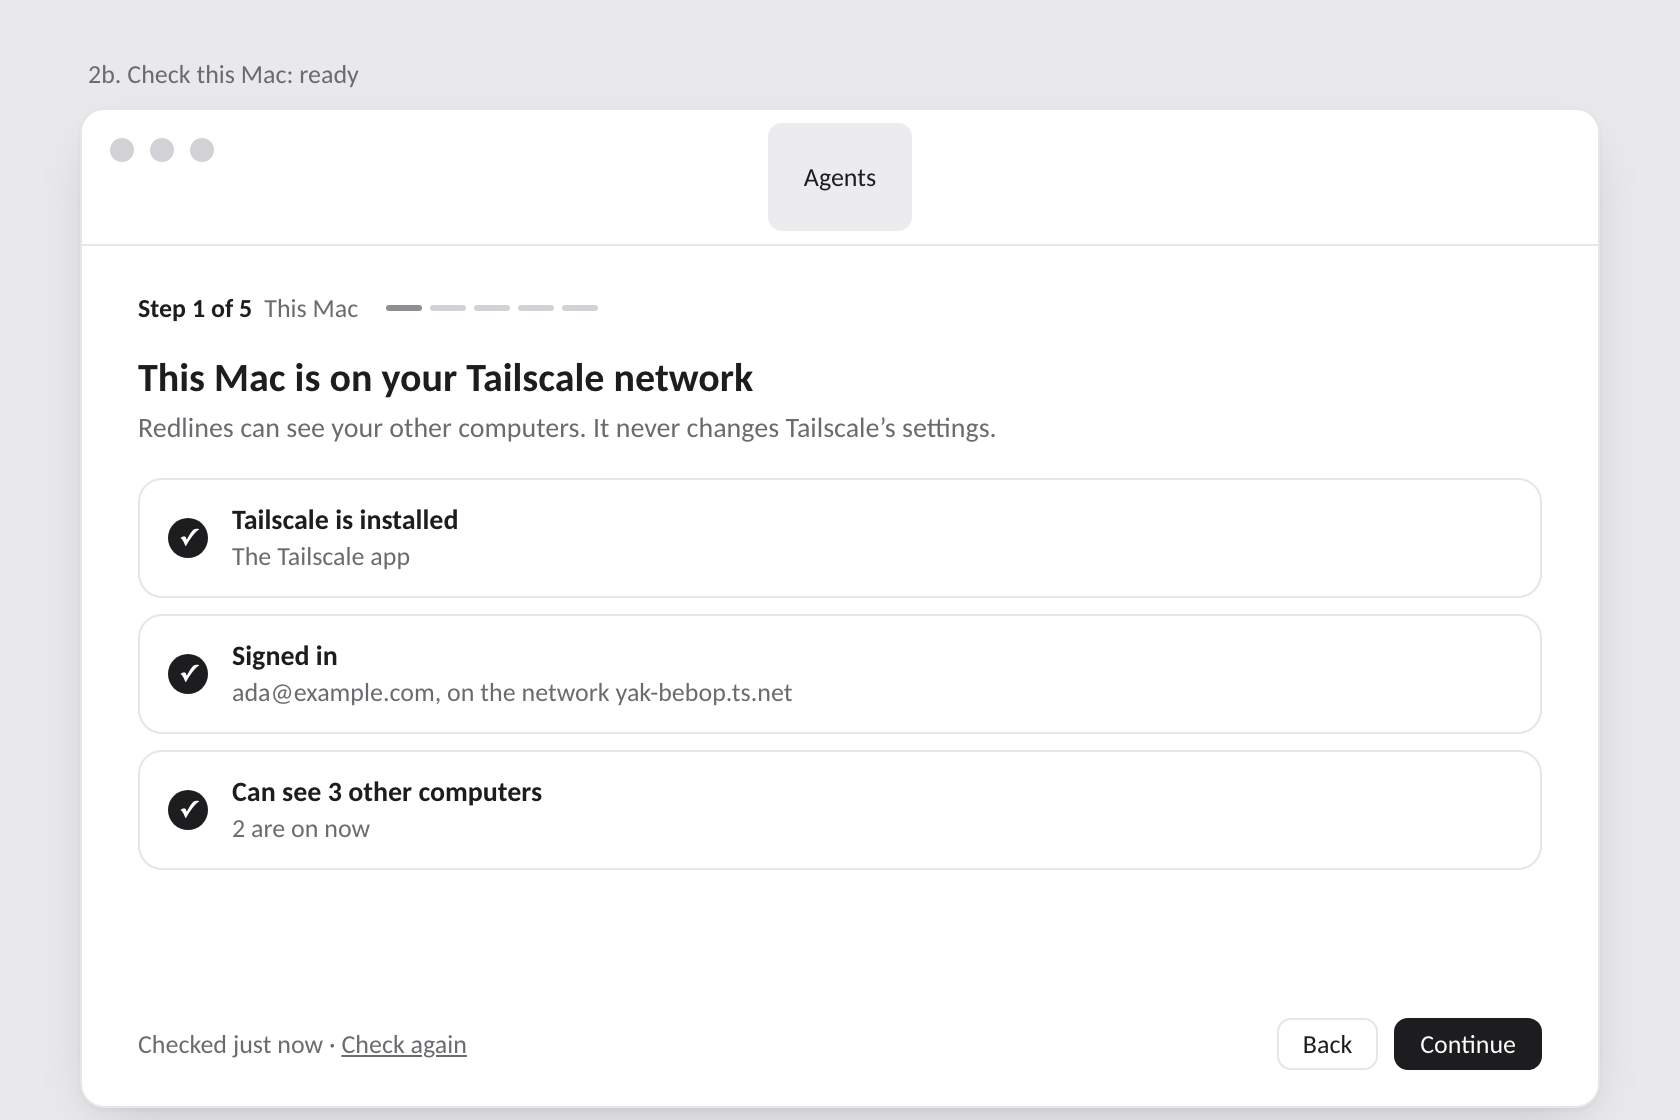 2b. Check this Mac: ready
Agents
Step 1 of 5 This Mac
This Mac is on your Tailscale network
Redlines can see your other computers. It never changes Tailscale’s settings.
Tailscale is installed
The Tailscale app
Signed in
ada@example.com, on the network yak-bebop.ts.net
Can see 3 other computers
2 are on now
Checked just now · Check again
Back
Continue